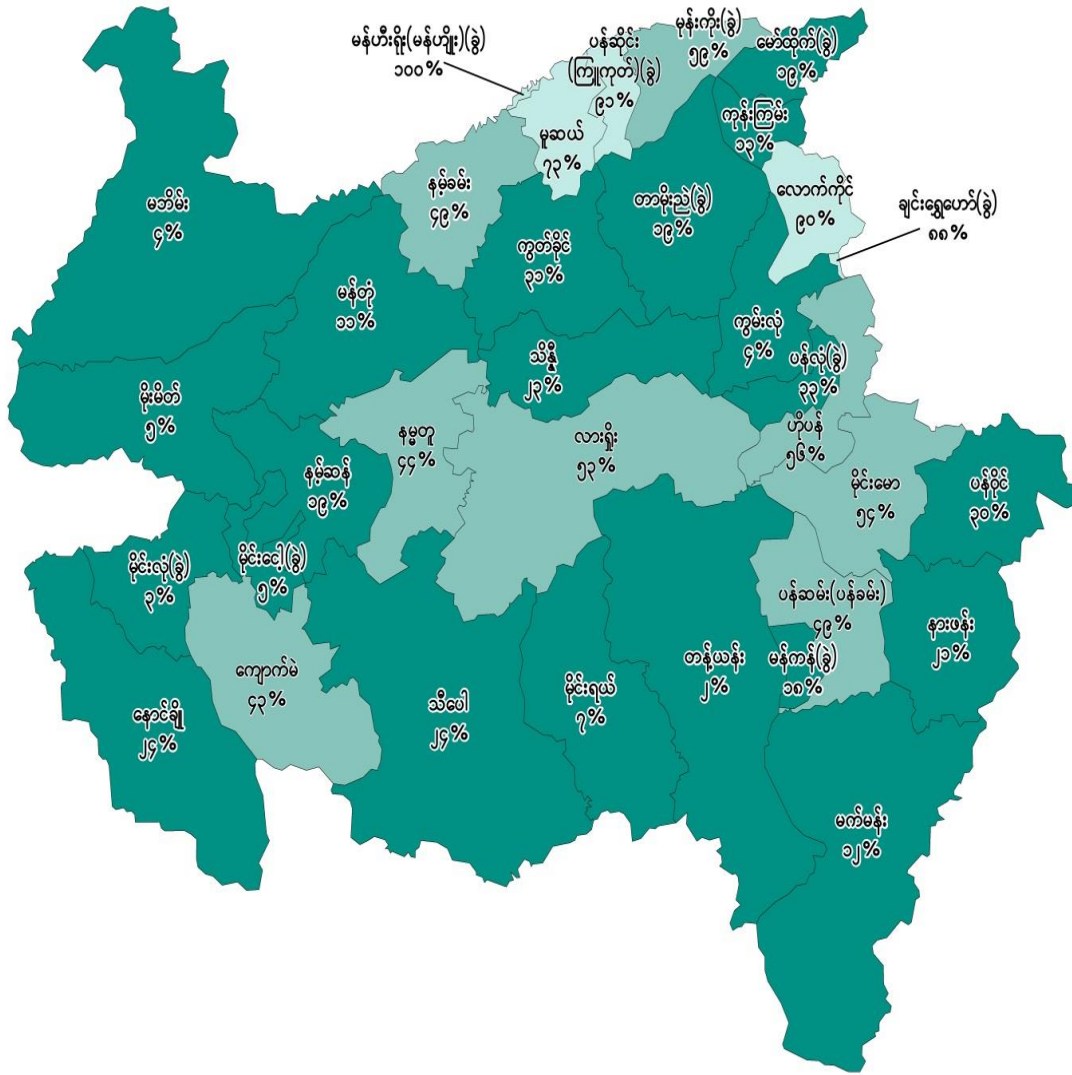 မန်ဟီးရိုး(မန်ဟျိုး)(ခွဲ)
၁၀၀%
ပန်ဆိုင်း
(ကြူကုတ်)(ခွဲ)
၉၁%
မုန်းကိုး(ခွဲ)
၅၉%
မော်ထိုက်(ခွဲ)
၁၉%
ကုန်းကြမ်း
၁၃%
မူဆယ်
၇၃%
နမ့်ခမ်း
၄၉%
မဘိမ်း
၄%
တာမိုးညဲ(ခွဲ)
၁၉%
လောက်ကိုင်
၉၀%
ချင်းရွှေဟော်(ခွဲ)
၈၈%
ကွတ်ခိုင်
၃၁%
မန်တုံ
၁၁%
ကွမ်းလုံ
၄%
သိန္နီ
၂၃%
ပန်လုံ(ခွဲ)
၃၃%
မိုးမိတ်
၅%
နမ္မတူ
၄၄%
လားရှိုး
၅၃%
ဟိုပန်
၅၆%
နမ့်ဆန်
၁၉%
မိုင်းမော
၅၄%
ပန်ဝိုင်
၃၀%
မိုင်းလုံ(ခွဲ)
၃%
မိုင်းငေါ့(ခွဲ)
၅%
ပန်ဆမ်း(ပန်ခမ်း)
၄၉%
နားဖန်း
၂၁%
ကျောက်မဲ
၄၃%
တန့်ယန်း
၂%
မန်ကန်(ခွဲ)
၁၈%
နောင်ချို
၂၄%
သီပေါ
၂၄%
မိုင်းရယ်
၇%
မက်မန်း
၁၂%